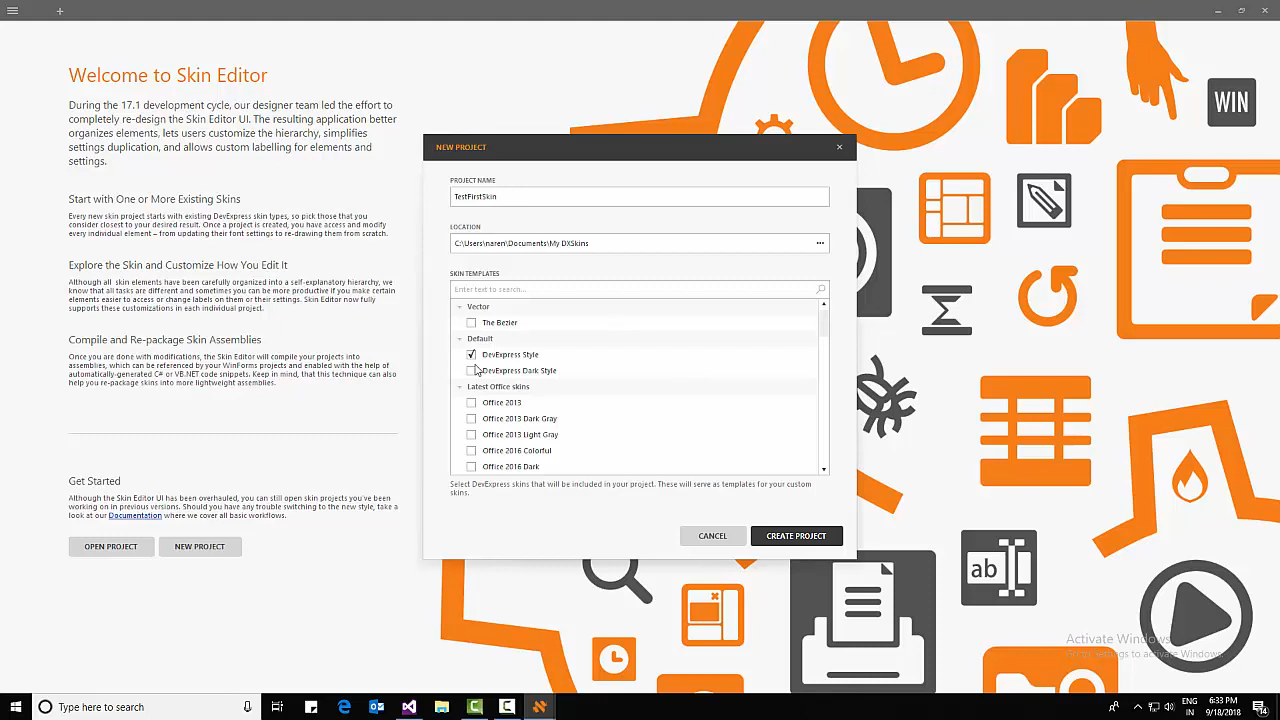 Welcome to Skin Editor
During the 17.1 development cycle, our designer team led the effort to
completely re-design the Skin Editor UI. The resulting application better
organizes elements, lets users customize the hierarchy, simplifies
settings duplication, and allows custom labelling for elements and
settings.
Start with One or More Existing Skins
Every new skin project starts with existing DevExpress skin types, so pick those that you
consider closest to your desired result. Once a project is created, you have access and modify
every individual element – from updating their font settings to re-drawing them from scratch.
Explore the Skin and Customize How You Edit It
Although all skin elements have been carefully organized into a self-explanatory hierarchy, we
know that all tasks are different and sometimes you can be more productive if you make certain
elements easier to access or change labels on them or their settings. Skin Editor now fully
supports these customizations in each individual project.
Compile and Re-package Skin Assemblies
Once you are done with modifications, the Skin Editor will compile your projects into
assemblies, which can be referenced by your WinForms projects and enabled with the help of
automatically-generated C# or VB.NET code snippets. Keep in mind, that this technique can also
help you re-package skins into more lightweight assemblies.
Get Started
Although the Skin Editor UI has been overhauled, you can still open skin projects you've been
working on in previous versions. Should you have any trouble switching to the new style, take a
look at our Documentation where we cover all basic workflows.
OPEN PROJECT
NEW PROJECT
NEW PROJECT
PROJECT NAME
TestFirstSkin
LOCATION
C:\Users\naren\Documents\My DXSkins
SKIN TEMPLATES
Enter text to search...
Vector
The Bezier
Default
DevExpress Style
DevExpress Dark Style
Latest Office skins
Office 2013
Office 2013 Dark Gray
Office 2013 Light Gray
Office 2016 Colorful
Office 2016 Dark
Select DevExpress skins that will be included in your project. These will serve as templates for your custom
skins.
CANCEL
CREATE PROJECT
WIN
ab
Activate Windows
settings to activate Windows.
Type here to search
ENG
IN
6:33 PM
9/18/2018
14